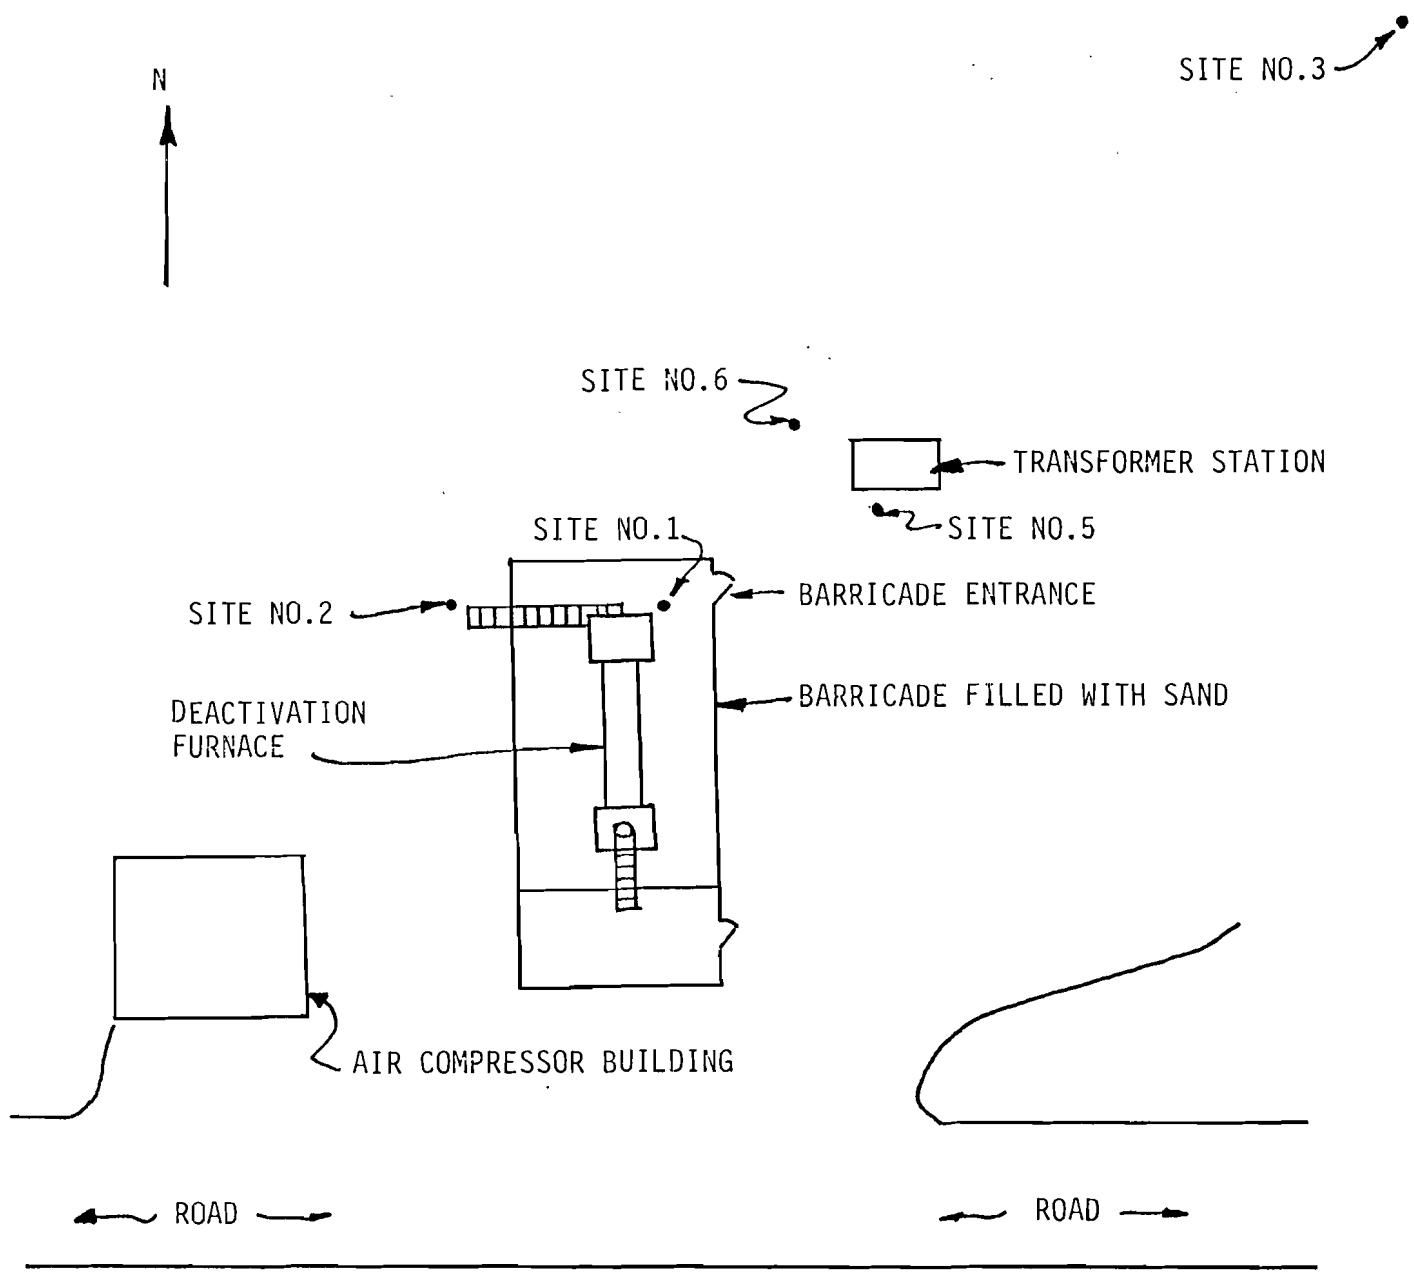 N
SITE NO.3
SITE NO.6
TRANSFORMER STATION
SITE NO.1
SITE NO.5
BARRICADE ENTRANCE
SITE NO.2
BARRICADE FILLED WITH SAND
DEACTIVATION
FURNACE
AIR COMPRESSOR BUILDING
ROAD
ROAD